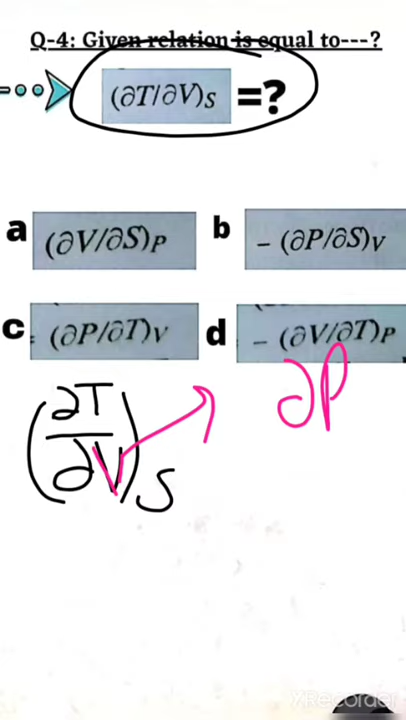 Q-4: Given relation is equal to---?
(∂T/∂V)S =?
a (∂V/∂S)P b – (∂P/∂S)V
c (∂P/∂T)V d – (∂V/∂T)P
(∂T/∂V)S ∂P
YRecorder